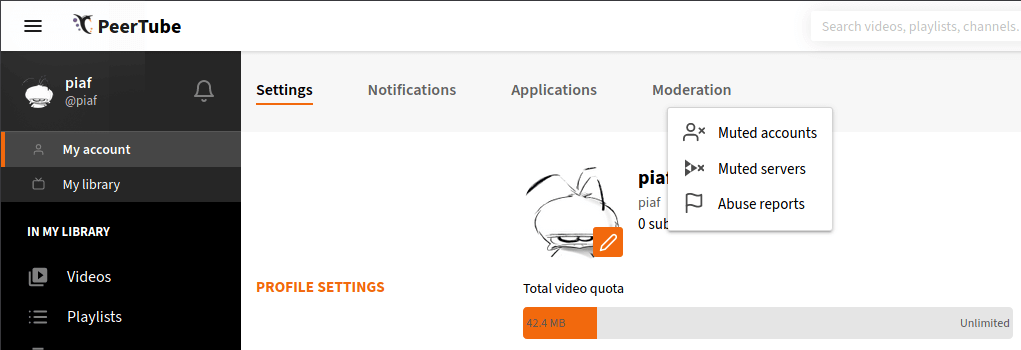 PeerTube
Search videos, playlists, channels.
piaf
@piaf
Settings Notifications Applications Moderation
My account
My library
Muted accounts
Muted servers
Abuse reports
piaf
piaf
0 sub
IN MY LIBRARY
Videos
Playlists
PROFILE SETTINGS
Total video quota
42.4 MB Unlimited